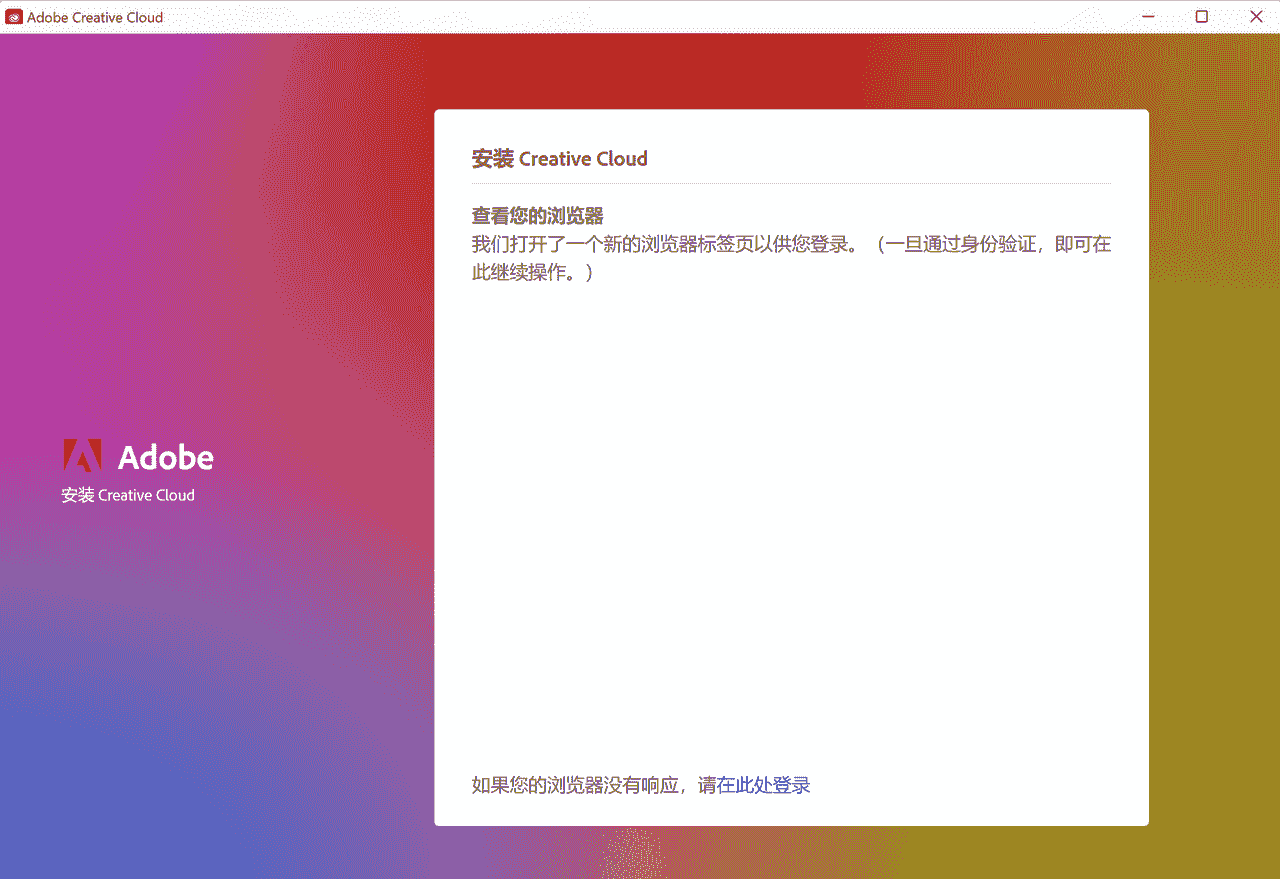 Adobe Creative Cloud
安装 Creative Cloud
查看您的浏览器
我们打开了一个新的浏览器标签页以供您登录。（一旦通过身份验证，即可在
此继续操作。）
Adobe
安装 Creative Cloud
如果您的浏览器没有响应，请在此处登录